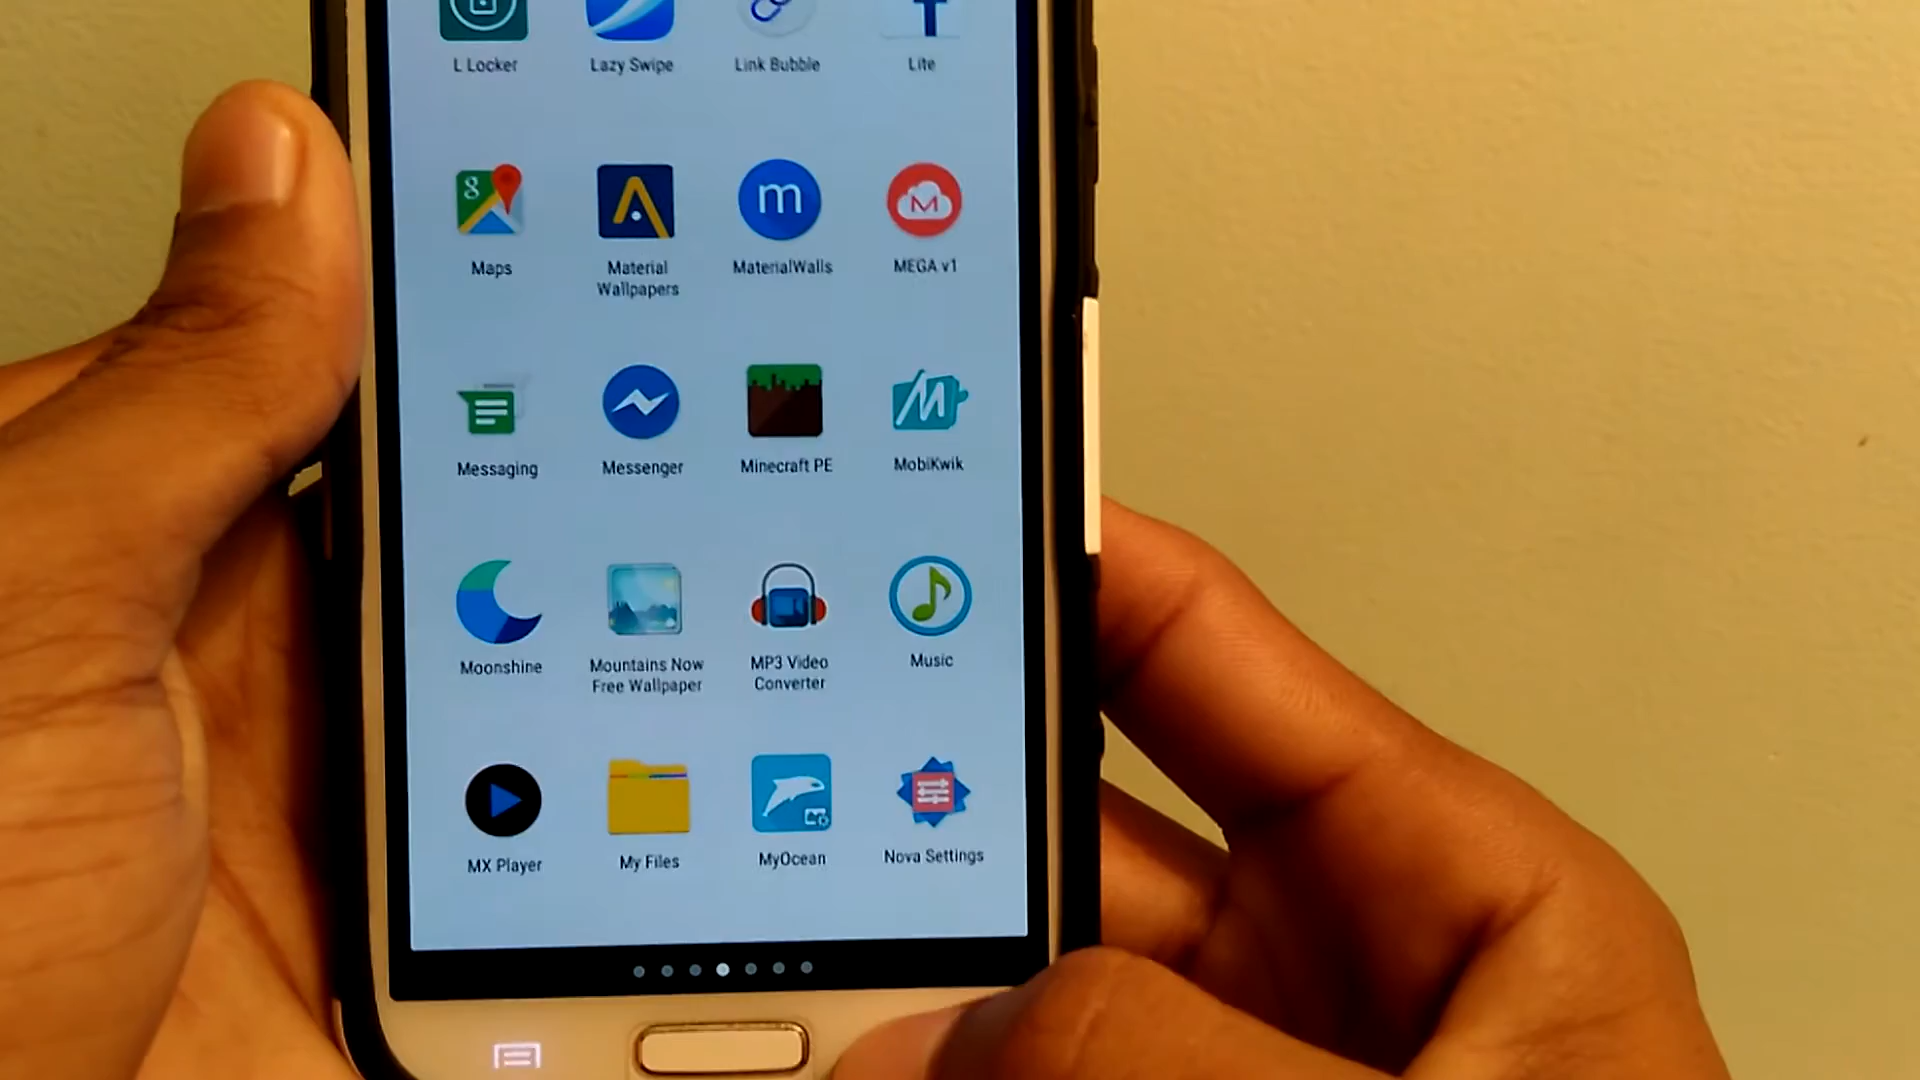 L Locker
Lazy Swipe
Link Bubble
Lite
8
m
M
Maps
Material
Wallpapers
MaterialWalls
MEGA v1
M
Messaging
Messenger
Minecraft PE
MobiKwik
Moonshine
Mountains Now
Free Wallpaper
MP3 Video
Converter
Music
MX Player
My Files
MyOcean
Nova Settings